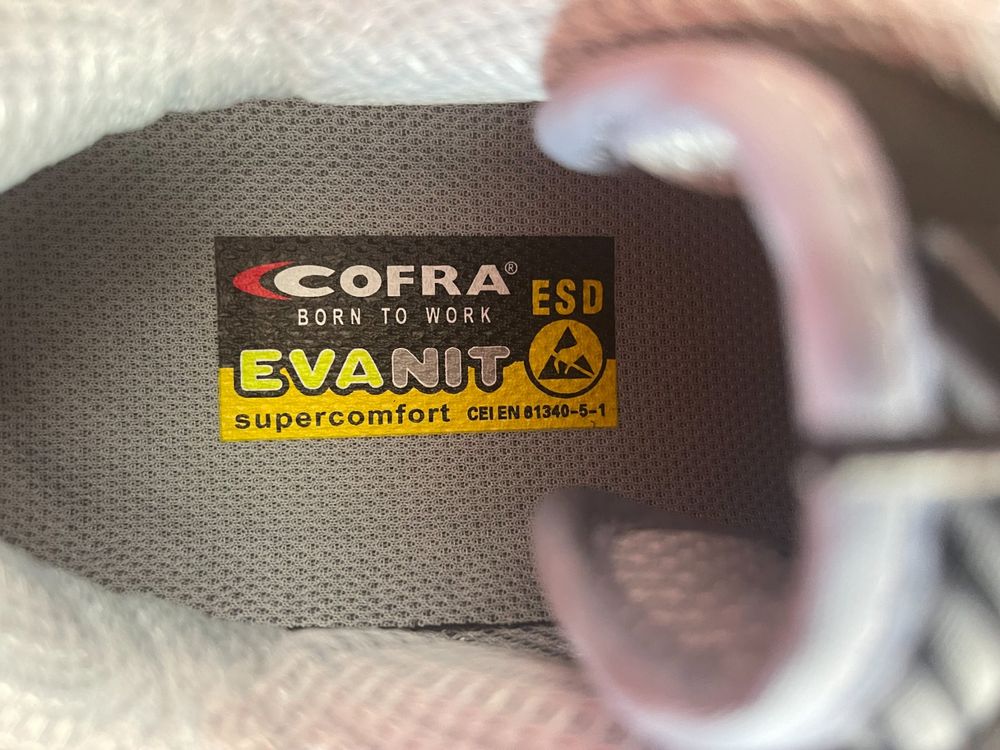 COFRA®
BORN TO WORK
ESD
EVANIT
supercomfort CEI EN 61340-5-1